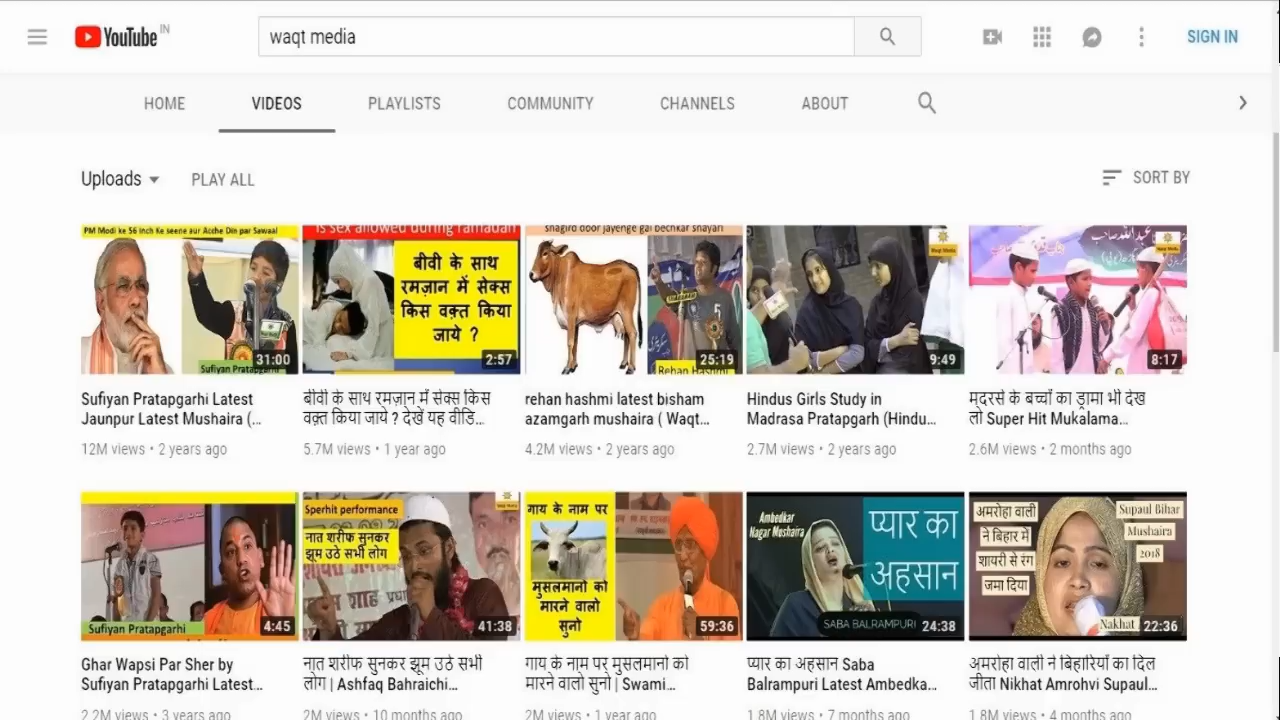 YouTube IN
waqt media
SIGN IN
HOME VIDEOS PLAYLISTS COMMUNITY CHANNELS ABOUT
Uploads PLAY ALL SORT BY
PM Modi ke 56 inch Ke seene aur Acche Din par Sawaal
Sufiyan Pratapgarhi
31:00
is sex allowed during ramadan
बीवी के साथ
रमज़ान में सेक्स
किस वक़्त किया
जाये ?
2:57
shagird door jayenge gai bechkar shayari
Rehan Hashmi
25:19
9:49
8:17
Sufiyan Pratapgarhi Latest
Jaunpur Latest Mushaira (...
12M views • 2 years ago
बीवी के साथ रमज़ान में सेक्स किस
वक़्त किया जाये ? देखें यह वीडि...
5.7M views • 1 year ago
rehan hashmi latest bisham
azamgarh mushaira ( Waqt...
4.2M views • 2 years ago
Hindus Girls Study in
Madrasa Pratapgarh (Hindu...
2.7M views • 2 years ago
मदरसे के बच्चों का ड्रामा भी देख
लो Super Hit Mukalama...
2.6M views • 2 months ago
Sufiyan Pratapgarhi
4:45
Sperhit performance
नात शरीफ सुनकर
झूम उठे सभी लोग
41:38
गाय के नाम पर
मुसलमानो को
मारने वालो
सुनो
59:36
Ambedkar
Nagar Mushaira
प्यार का
अहसान
SABA BALRAMPURI
24:38
अमरोहा वाली
ने बिहार में
शायरी से रंग
जमा दिया
Supaul Bihar
Mushaira
2018
Nakhat
22:36
Ghar Wapsi Par Sher by
Sufiyan Pratapgarhi Latest...
2.2M views • 3 years ago
नात शरीफ सुनकर झूम उठे सभी
लोग | Ashfaq Bahraichi...
2M views • 10 months ago
गाय के नाम पर मुसलमानो को
मारने वालो सुनो | Swami...
2M views • 1 year ago
प्यार का अहसान Saba
Balrampuri Latest Ambedka...
1.8M views • 7 months ago
अमरोहा वाली ने बिहारियों का दिल
जीता Nikhat Amrohvi Supaul...
1.8M views • 4 months ago